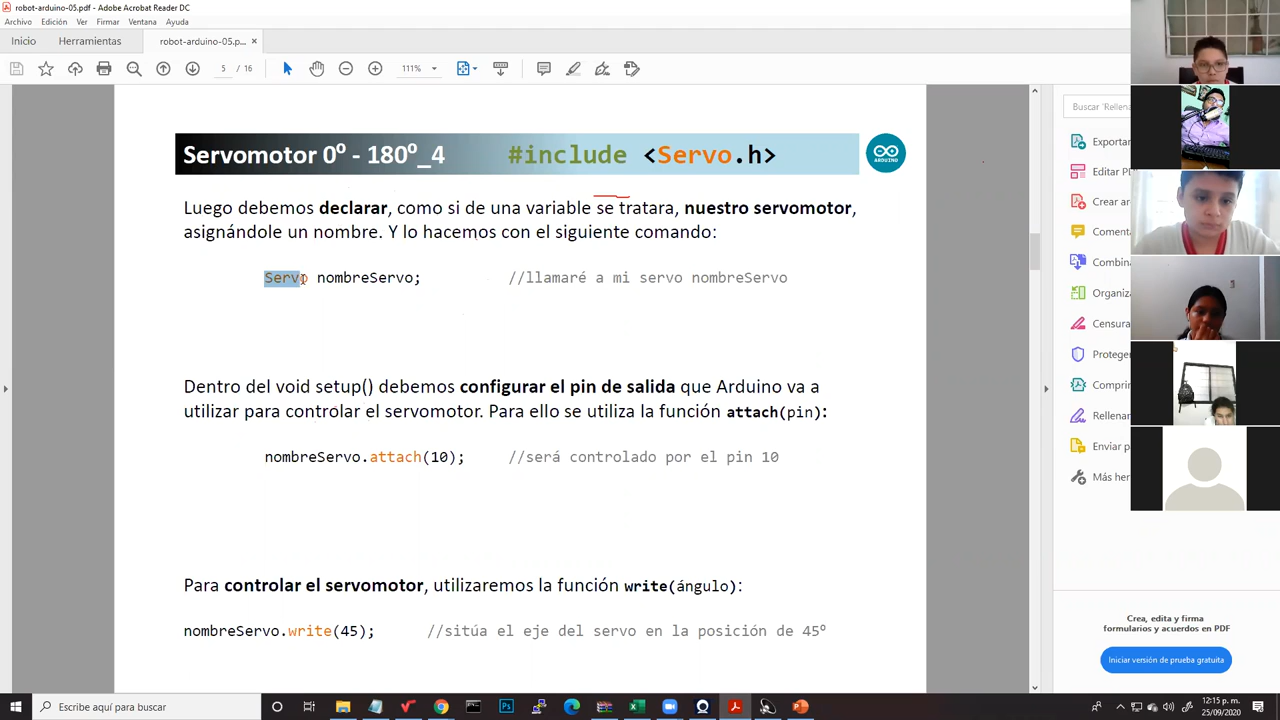 robot-arduino-05.pdf - Adobe Acrobat Reader DC
Archivo Edición Ver Firmar Ventana Ayuda
Inicio Herramientas robot-arduino-05.p... ×
5 / 16 111%
Servomotor 0º - 180º_4 #include <Servo.h>
ARDUINO
Luego debemos declarar, como si de una variable se tratara, nuestro servomotor,
asignándole un nombre. Y lo hacemos con el siguiente comando:
Servo nombreServo; //llamaré a mi servo nombreServo
Dentro del void setup() debemos configurar el pin de salida que Arduino va a
utilizar para controlar el servomotor. Para ello se utiliza la función attach(pin):
nombreServo.attach(10); //será controlado por el pin 10
Para controlar el servomotor, utilizaremos la función write(ángulo):
nombreServo.write(45); //sitúa el eje del servo en la posición de 45º
Buscar 'Rellena
Exportar
Editar PD
Crear ar
Coment
Combina
Organiz
Censura
Proteger
Comprin
Rellenar
Enviar p
Más her
Crea, edita y firma
formularios y acuerdos en PDF
Iniciar versión de prueba gratuita
Escribe aquí para buscar
12:15 p. m.
25/09/2020